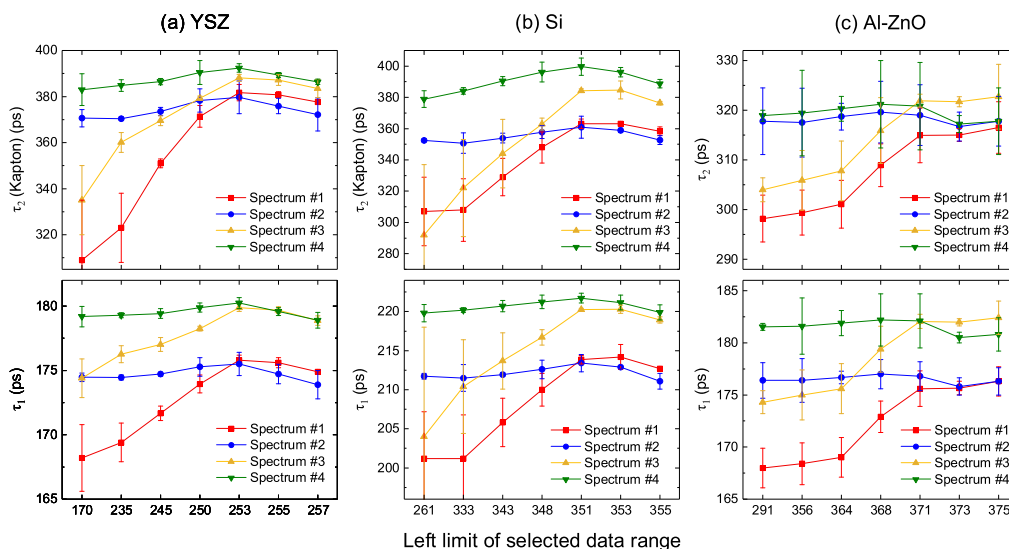 (a) YSZ
(b) Si
(c) Al-ZnO
τ2 (Kapton) (ps)
400
380
360
340
320
Spectrum #1
Spectrum #2
Spectrum #3
Spectrum #4
τ2 (Kapton) (ps)
400
380
360
340
320
300
280
Spectrum #1
Spectrum #2
Spectrum #3
Spectrum #4
τ2 (ps)
330
320
310
300
290
Spectrum #1
Spectrum #2
Spectrum #3
Spectrum #4
τ1 (ps)
180
175
170
165
Spectrum #1
Spectrum #2
Spectrum #3
Spectrum #4
170 235 245 250 253 255 257
τ1 (ps)
220
215
210
205
200
Spectrum #1
Spectrum #2
Spectrum #3
Spectrum #4
261 333 343 348 351 353 355
τ1 (ps)
185
180
175
170
165
Spectrum #1
Spectrum #2
Spectrum #3
Spectrum #4
291 356 364 368 371 373 375
Left limit of selected data range